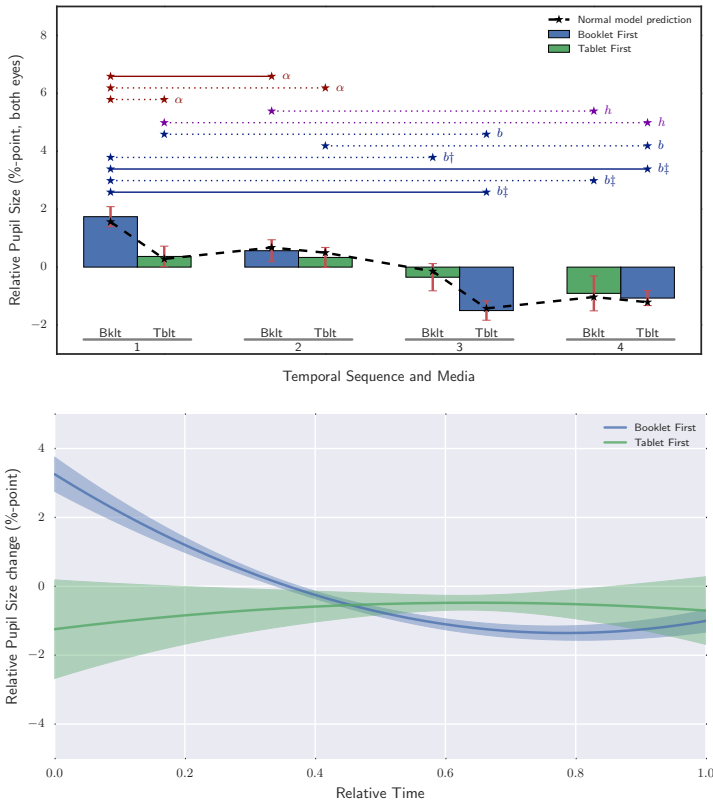 Normal model prediction
Booklet First
Tablet First
8
6
4
2
0
−2
Relative Pupil Size (%-point, both eyes)
α
α
α
h
h
b
b
b†
b‡
b‡
b‡
Bklt Tblt Bklt Tblt Bklt Tblt Bklt Tblt
1 2 3 4
Temporal Sequence and Media
Booklet First
Tablet First
4
2
0
−2
−4
Relative Pupil Size change (%-point)
0.0 0.2 0.4 0.6 0.8 1.0
Relative Time